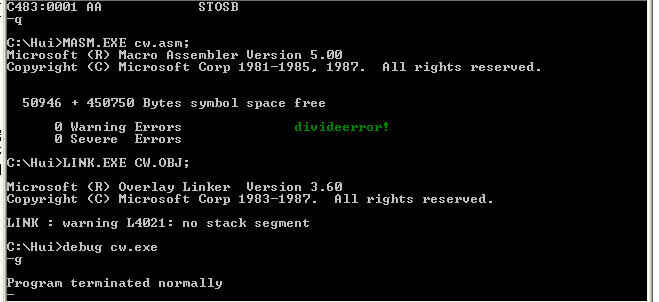 C483:0001 AA STOSB
-q
C:\Hui>MASM.EXE cw.asm;
Microsoft (R) Macro Assembler Version 5.00
Copyright (C) Microsoft Corp 1981-1985, 1987.  All rights reserved.
50946 + 450750 Bytes symbol space free
0 Warning Errors divideerror!
0 Severe  Errors
C:\Hui>LINK.EXE CW.OBJ;
Microsoft (R) Overlay Linker  Version 3.60
Copyright (C) Microsoft Corp 1983-1987.  All rights reserved.
LINK : warning L4021: no stack segment
C:\Hui>debug cw.exe
-g
Program terminated normally
-